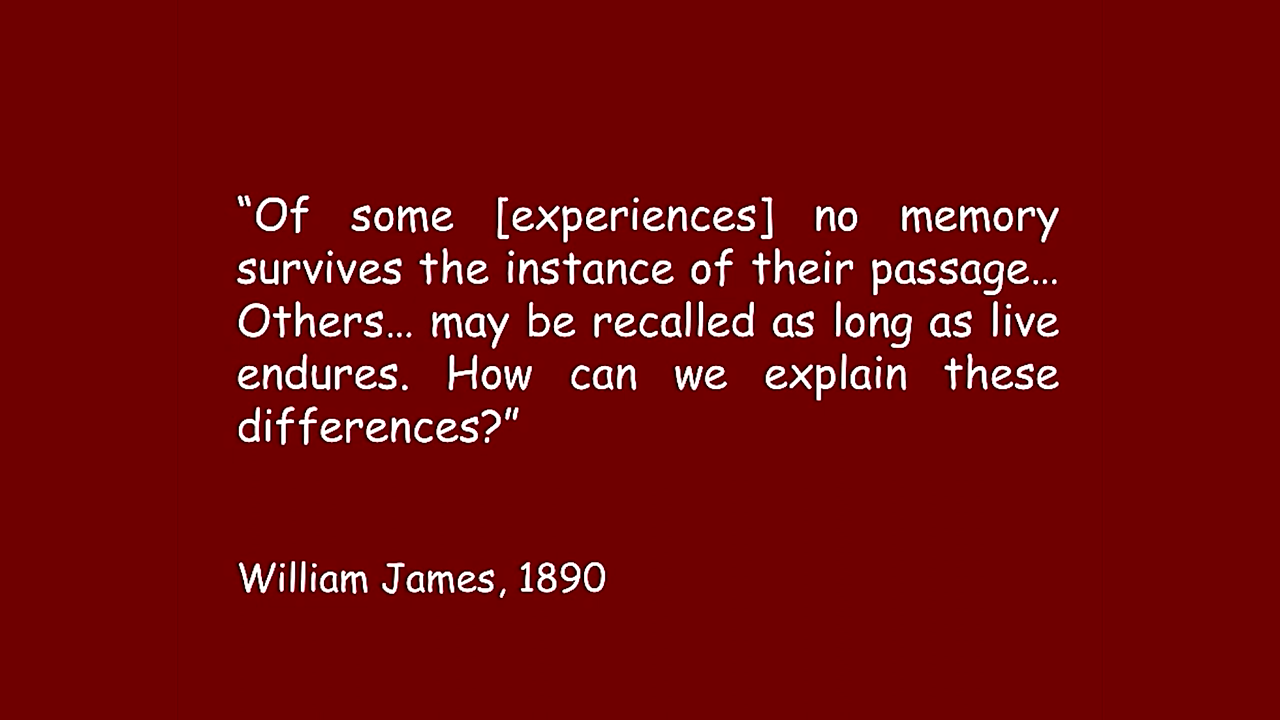 “Of some [experiences] no memory
survives the instance of their passage...
Others... may be recalled as long as live
endures. How can we explain these
differences?”
William James, 1890